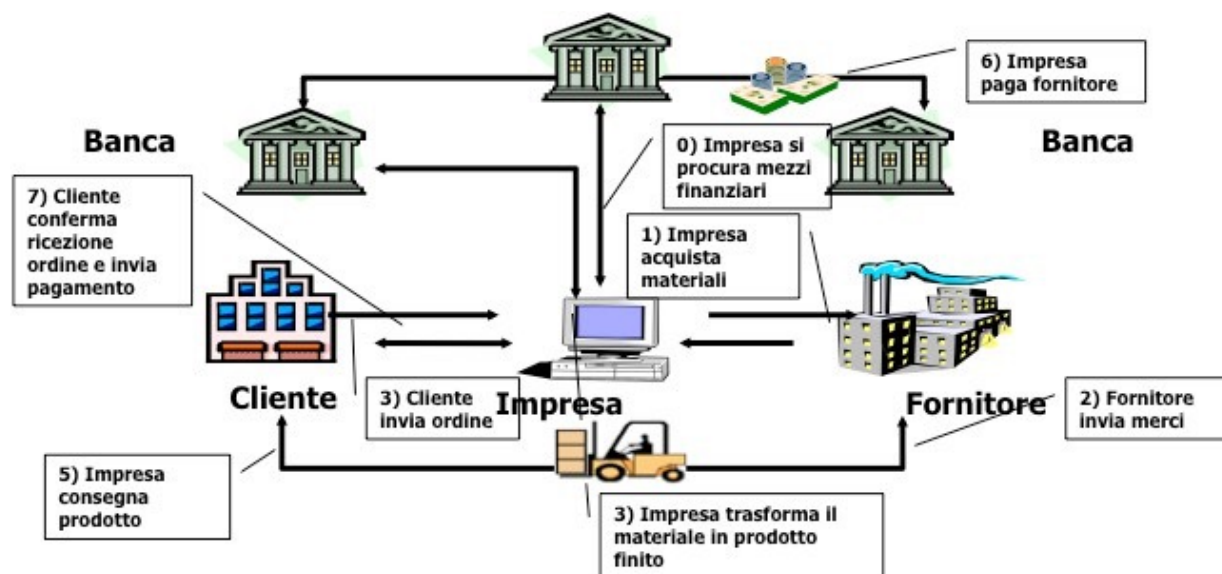 6) Impresa
paga fornitore
Banca
0) Impresa si
procura mezzi
finanziari
Banca
7) Cliente
conferma
ricezione
ordine e invia
pagamento
1) Impresa
acquista
materiali
Cliente
3) Cliente
invia ordine
Impresa
Fornitore
2) Fornitore
invia merci
5) Impresa
consegna
prodotto
3) Impresa trasforma il
materiale in prodotto
finito